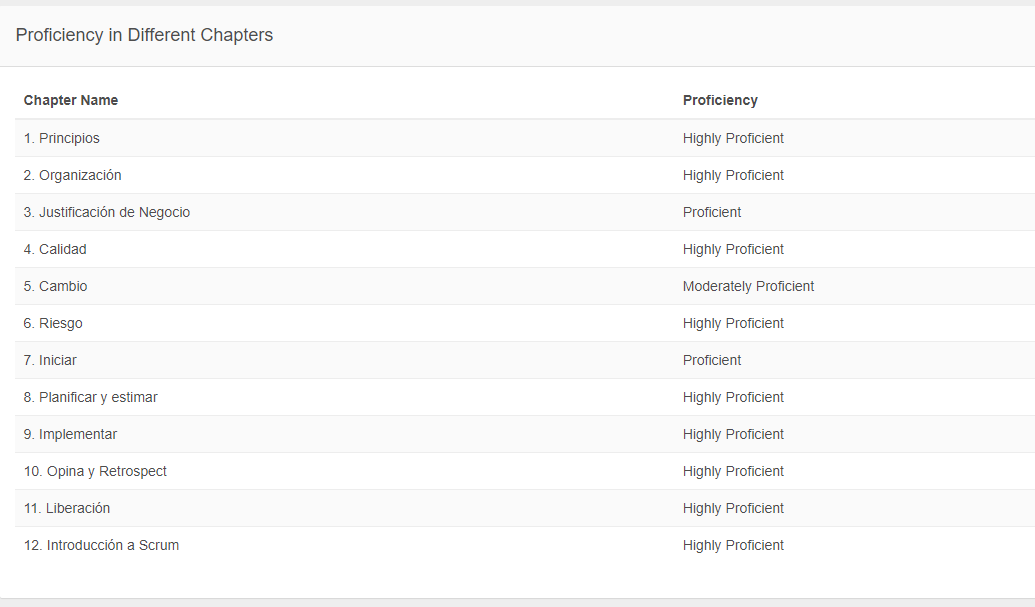 Proficiency in Different Chapters
Chapter Name Proficiency
1. Principios Highly Proficient
2. Organización Highly Proficient
3. Justificación de Negocio Proficient
4. Calidad Highly Proficient
5. Cambio Moderately Proficient
6. Riesgo Highly Proficient
7. Iniciar Proficient
8. Planificar y estimar Highly Proficient
9. Implementar Highly Proficient
10. Opina y Retrospect Highly Proficient
11. Liberación Highly Proficient
12. Introducción a Scrum Highly Proficient